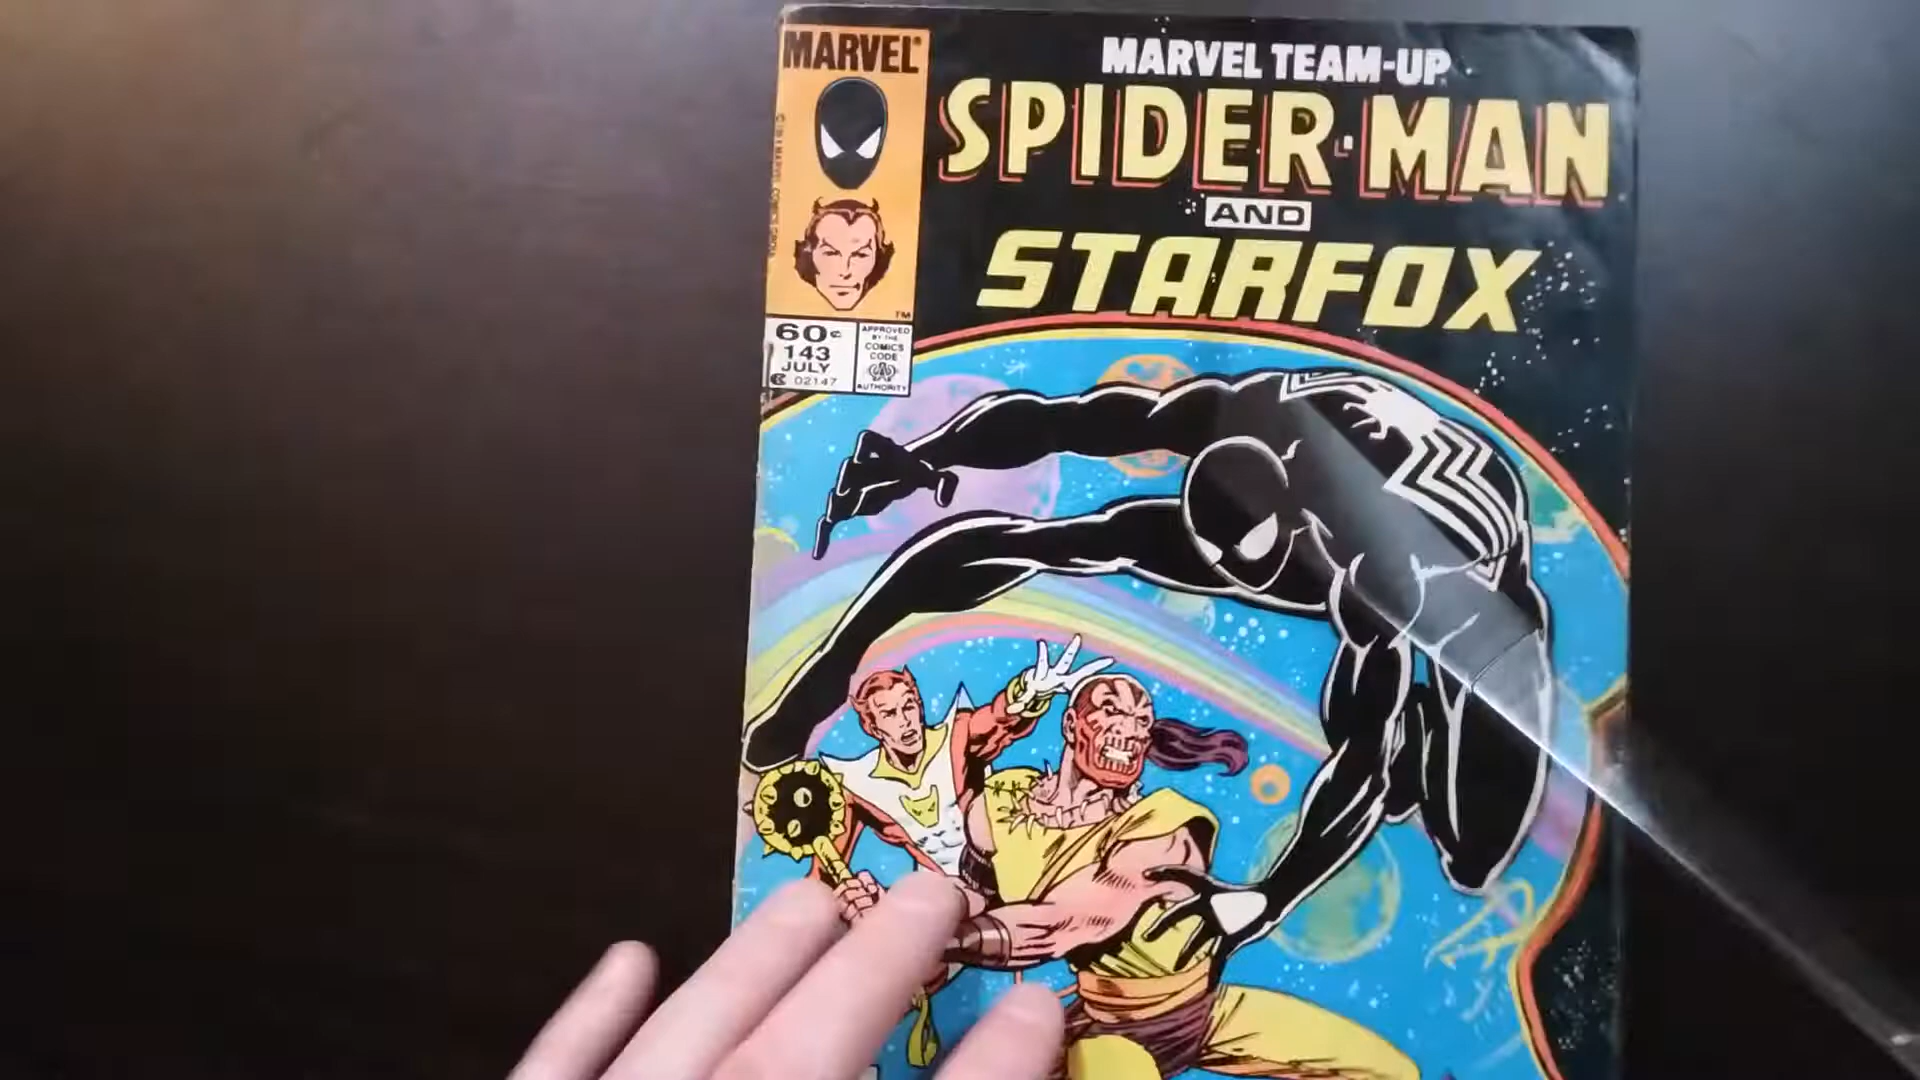 MARVEL®
MARVEL TEAM-UP
SPIDER-MAN
AND
STARFOX
TM
60¢
143
JULY
02147
APPROVED
BY THE
COMICS
CODE
AUTHORITY